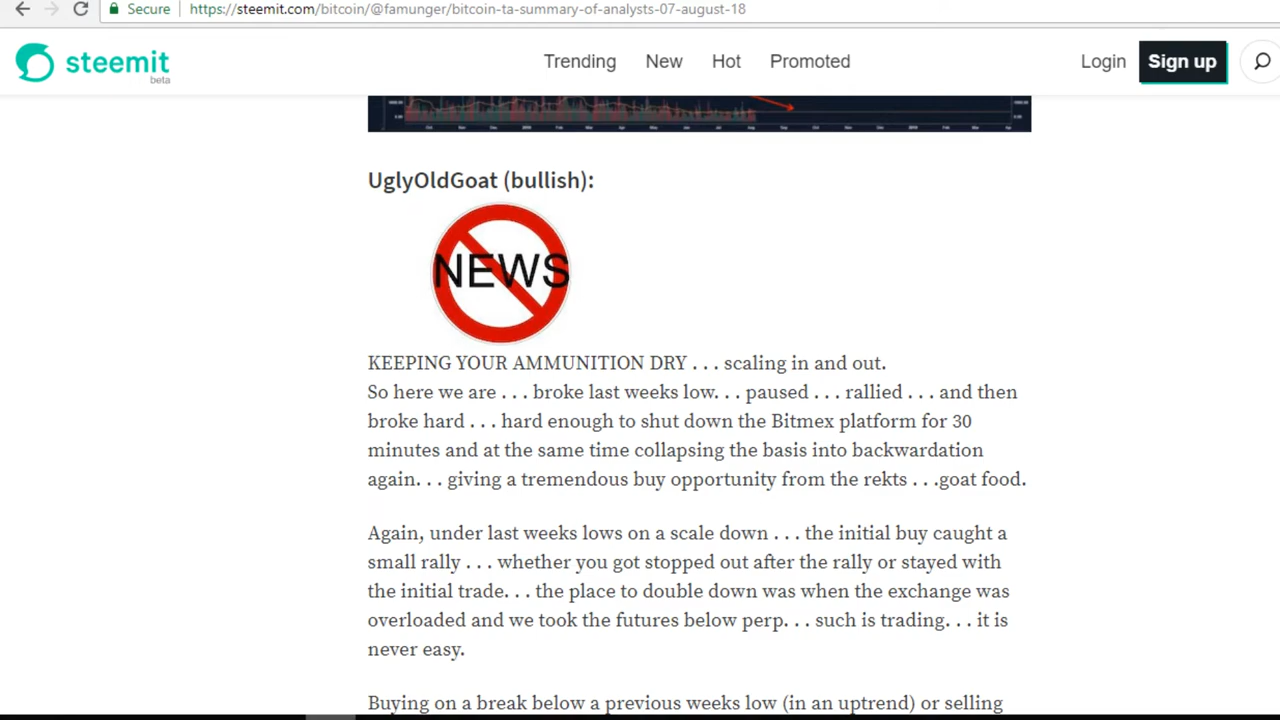 Secure https://steemit.com/bitcoin/@famunger/bitcoin-ta-summary-of-analysts-07-august-18
steemit
beta
Trending New Hot Promoted
Login Sign up
UglyOldGoat (bullish):
NEWS
KEEPING YOUR AMMUNITION DRY . . . scaling in and out.
So here we are . . . broke last weeks low. . . paused . . . rallied . . . and then
broke hard . . . hard enough to shut down the Bitmex platform for 30
minutes and at the same time collapsing the basis into backwardation
again. . . giving a tremendous buy opportunity from the rekts . . .goat food.
Again, under last weeks lows on a scale down . . . the initial buy caught a
small rally . . . whether you got stopped out after the rally or stayed with
the initial trade. . . the place to double down was when the exchange was
overloaded and we took the futures below perp. . . such is trading. . . it is
never easy.
Buying on a break below a previous weeks low (in an uptrend) or selling